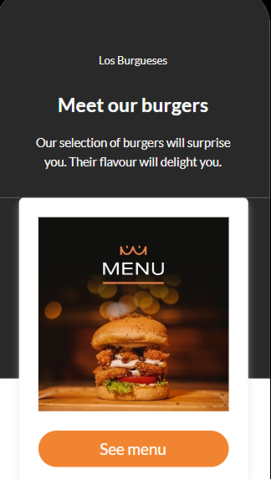 Los Burgueses
Meet our burgers
Our selection of burgers will surprise
you. Their flavour will delight you.
MENU
See menu